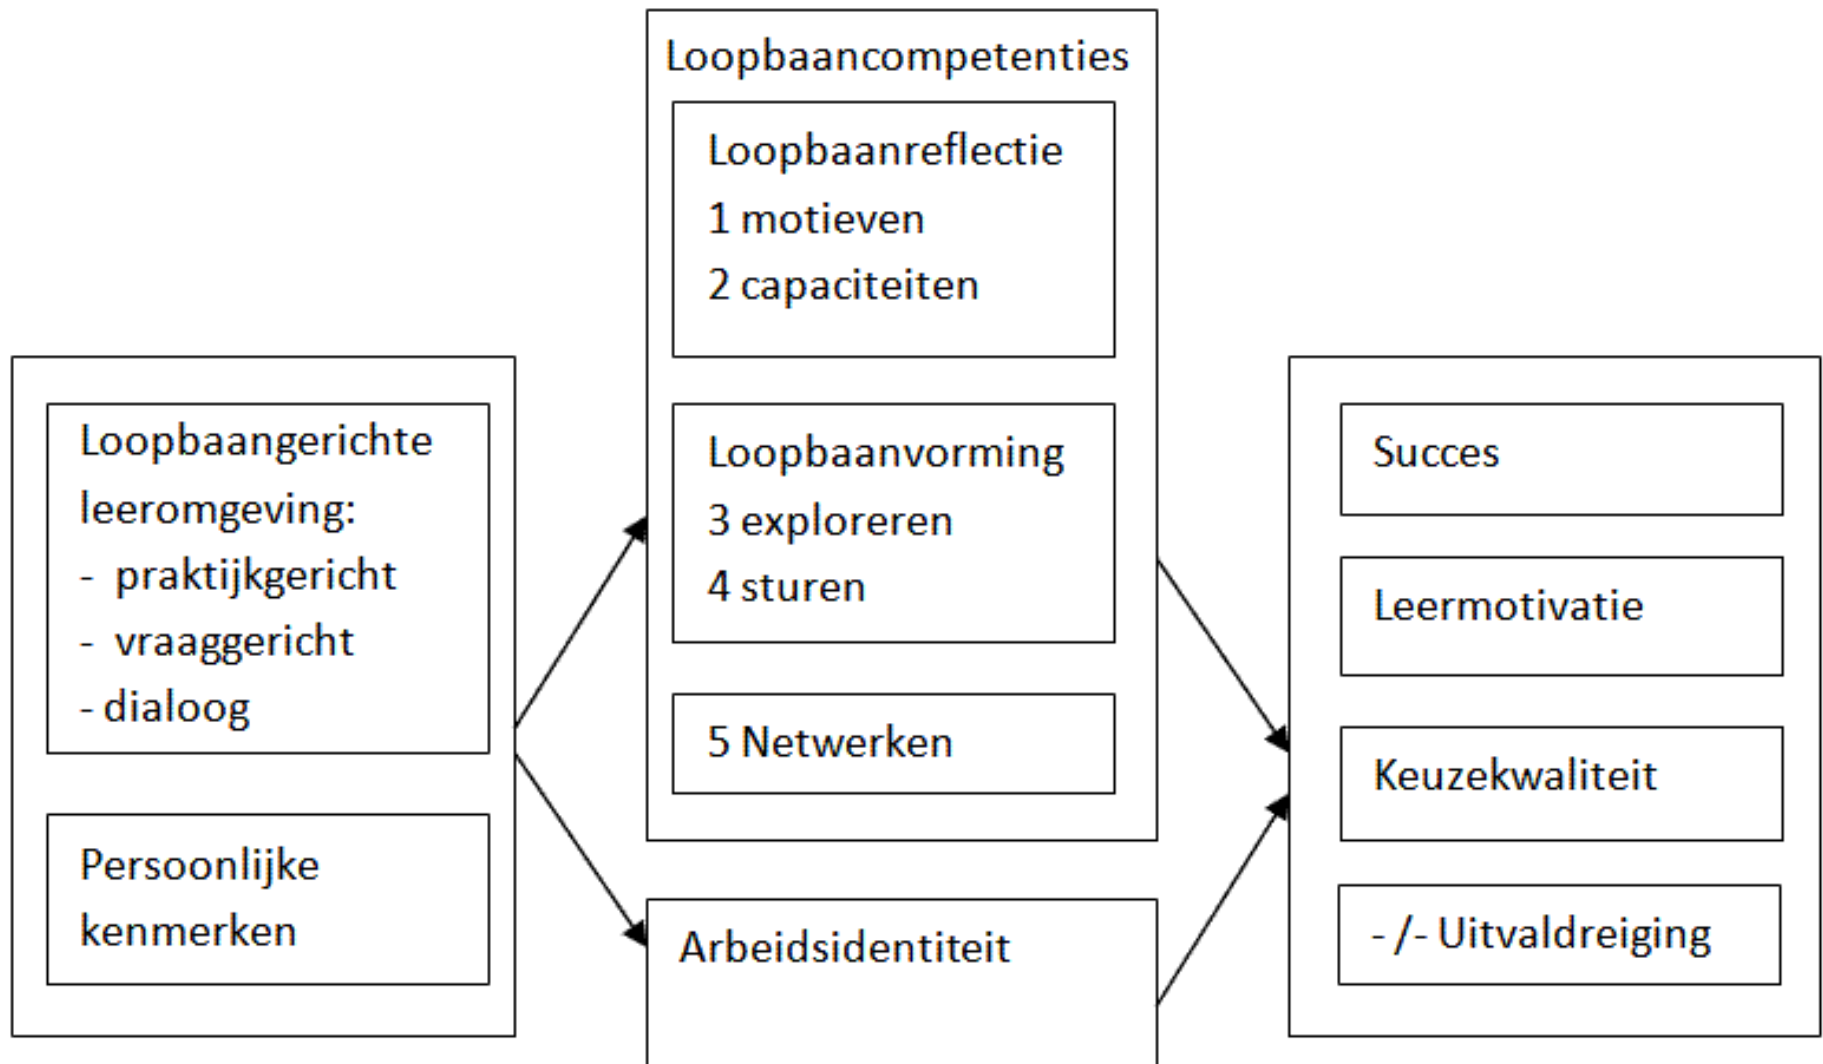 Loopbaancompetenties
Loopbaanreflectie
1 motieven
2 capaciteiten
Loopbaanvorming
3 exploreren
4 sturen
5 Netwerken
Arbeidsidentiteit
Loopbaangerichte
leeromgeving:
- praktijkgericht
- vraaggericht
- dialoog
Persoonlijke
kenmerken
Succes
Leermotivatie
Keuzekwaliteit
- /- Uitvaldreiging